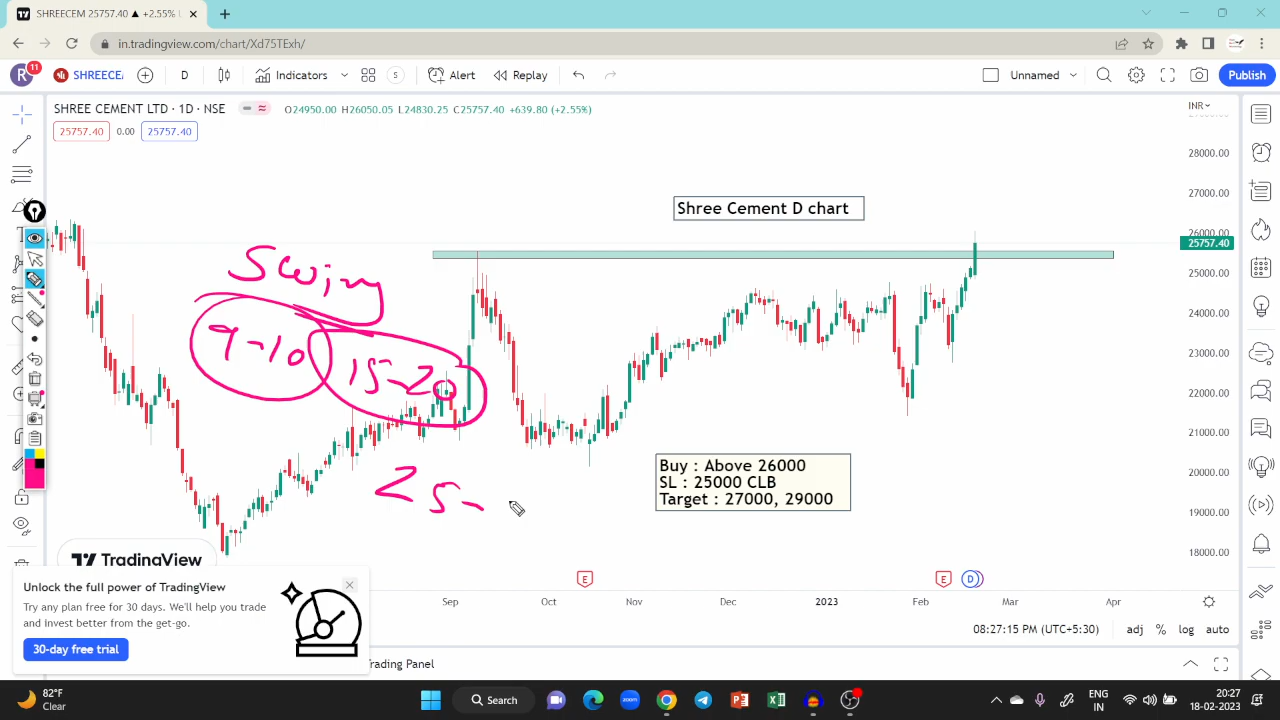 SHREECEM 25757.40 ▲ +2.55%
in.tradingview.com/chart/Xd75TExh/
R 11 SHREECE D Indicators S Alert Replay Unnamed Publish
SHREE CEMENT LTD · 1D · NSE O24950.00 H26050.05 L24830.25 C25757.40 +639.80 (+2.55%)
INR
25757.40 0.00 25757.40
28000.00
27000.00
26000.00
25757.40
25000.00
24000.00
23000.00
22000.00
21000.00
20000.00
19000.00
18000.00
Shree Cement D chart
Swing
7-10
15-20
25-
Buy : Above 26000
SL : 25000 CLB
Target : 27000, 29000
TradingView
Unlock the full power of TradingView
Try any plan free for 30 days. We'll help you trade
and invest better from the get-go.
30-day free trial
E E D
Sep Oct Nov Dec 2023 Feb Mar Apr
08:27:15 PM (UTC+5:30) adj % log auto
rading Panel
82°F
Clear
Search
ENG
IN
20:27
18-02-2023